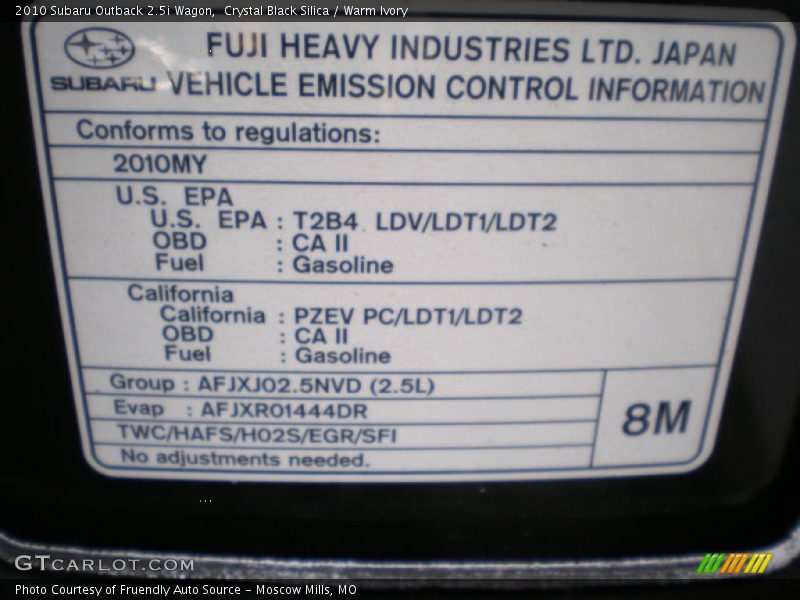 2010 Subaru Outback 2.5i Wagon,  Crystal Black Silica / Warm Ivory
FUJI HEAVY INDUSTRIES LTD. JAPAN
SUBARU VEHICLE EMISSION CONTROL INFORMATION
Conforms to regulations:
2010MY
U.S. EPA
U.S. EPA : T2B4 LDV/LDT1/LDT2
OBD : CA II
Fuel : Gasoline
California
California : PZEV PC/LDT1/LDT2
OBD : CA II
Fuel : Gasoline
Group : AFJXJ02.5NVD (2.5L)
Evap : AFJXR01444DR
TWC/HAFS/HO2S/EGR/SFI
No adjustments needed.
8M
GTCARLOT.COM
Photo Courtesy of Fruendly Auto Source – Moscow Mills, MO